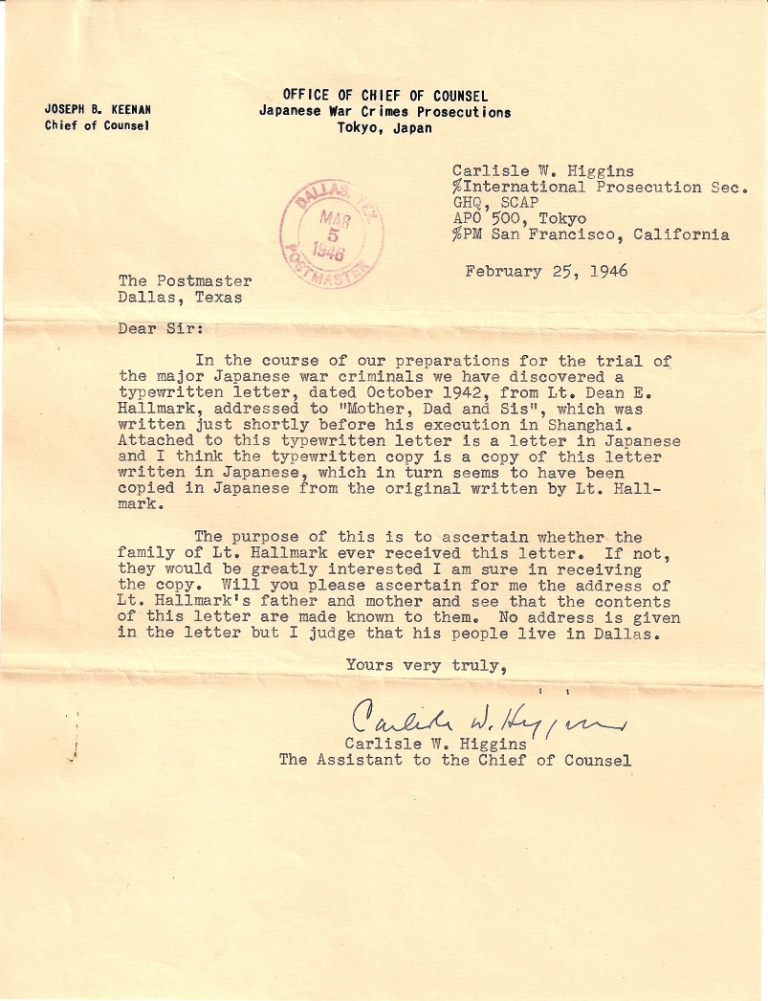 OFFICE OF CHIEF OF COUNSEL
JOSEPH B. KEENAN
Japanese War Crimes Prosecutions
Chief of Counsel
Tokyo, Japan
Carlisle W. Higgins
%International Prosecution Sec.
GHQ, SCAP
APO 500, Tokyo
%PM San Francisco, California
DALLAS, TEX.
MAR
5
1946
POSTMASTER
February 25, 1946
The Postmaster
Dallas, Texas
Dear Sir:
In the course of our preparations for the trial of
the major Japanese war criminals we have discovered a
typewritten letter, dated October 1942, from Lt. Dean E.
Hallmark, addressed to "Mother, Dad and Sis", which was
written just shortly before his execution in Shanghai.
Attached to this typewritten letter is a letter in Japanese
and I think the typewritten copy is a copy of this letter
written in Japanese, which in turn seems to have been
copied in Japanese from the original written by Lt. Hall-
mark.
The purpose of this is to ascertain whether the
family of Lt. Hallmark ever received this letter. If not,
they would be greatly interested I am sure in receiving
the copy. Will you please ascertain for me the address of
Lt. Hallmark's father and mother and see that the contents
of this letter are made known to them. No address is given
in the letter but I judge that his people live in Dallas.
Yours very truly,
Carlisle W. Higgins
Carlisle W. Higgins
The Assistant to the Chief of Counsel